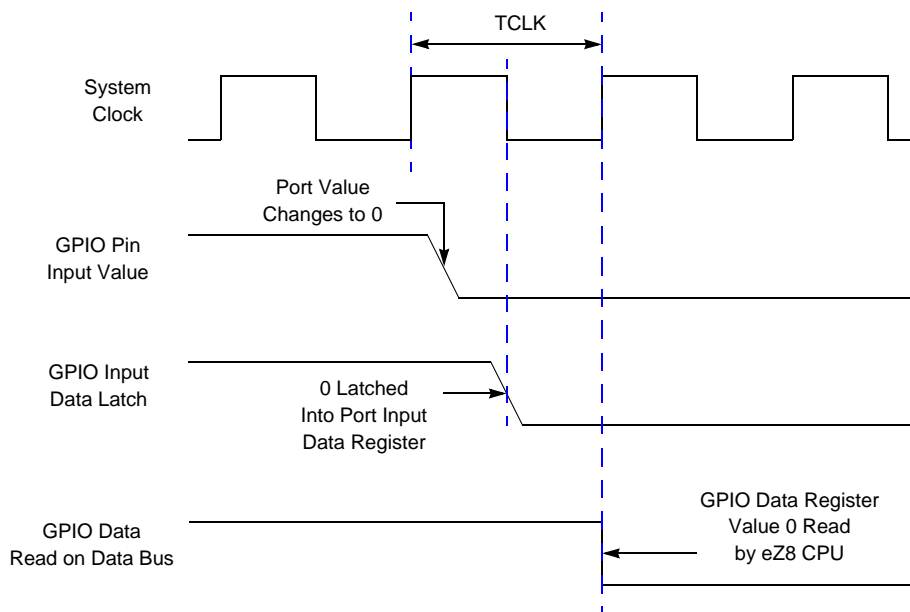 TCLK
System
Clock
Port Value
Changes to 0
GPIO Pin
Input Value
GPIO Input
Data Latch
0 Latched
Into Port Input
Data Register
GPIO Data
Read on Data Bus
GPIO Data Register
Value 0 Read
by eZ8 CPU